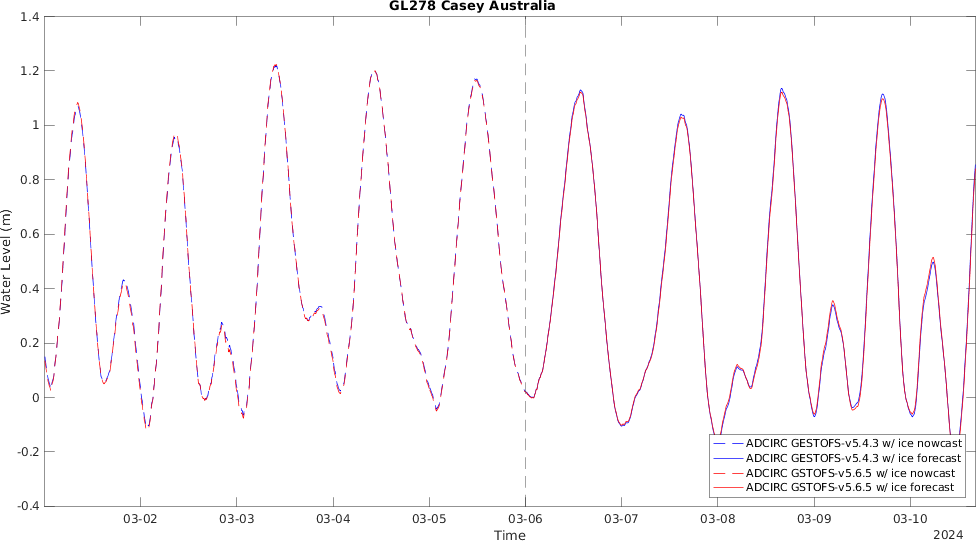 GL278 Casey Australia
1.4
1.2
1
0.8
0.6
0.4
0.2
0
-0.2
-0.4
Water Level (m)
ADCIRC GESTOFS-v5.4.3 w/ ice nowcast
ADCIRC GESTOFS-v5.4.3 w/ ice forecast
ADCIRC GSTOFS-v5.6.5 w/ ice nowcast
ADCIRC GSTOFS-v5.6.5 w/ ice forecast
03-02 03-03 03-04 03-05 03-06 03-07 03-08 03-09 03-10
Time
2024